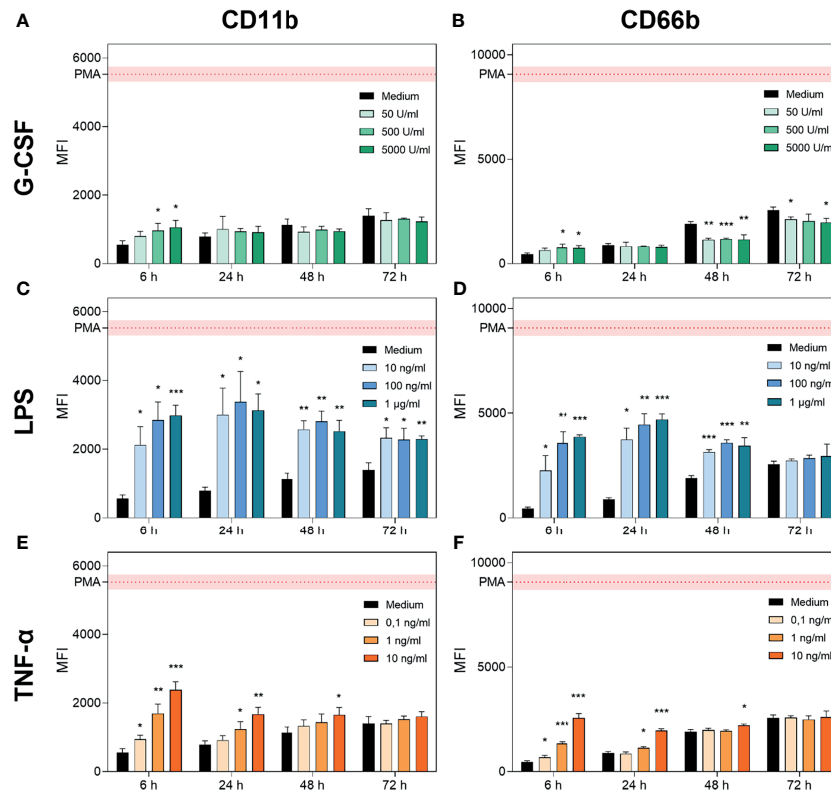 CD11b
CD66b
A
B
G-CSF
MFI
6000
PMA
4000
2000
0
Medium
50 U/ml
500 U/ml
5000 U/ml
* *
6 h 24 h 48 h 72 h
MFI
10000
PMA
5000
0
Medium
50 U/ml
500 U/ml
5000 U/m
* * ** *** ** * *
6 h 24 h 48 h 72 h
C
D
LPS
MFI
6000
PMA
4000
2000
0
Medium
10 ng/ml
100 ng/ml
1 µg/ml
* * *** * * * ** ** ** * * **
6 h 24 h 48 h 72 h
MFI
10000
PMA
5000
0
Medium
10 ng/ml
100 ng/m
1 µg/ml
* ** *** * ** *** *** *** **
6 h 24 h 48 h 72 h
E
F
TNF-α
MFI
6000
PMA
4000
2000
0
Medium
0,1 ng/ml
1 ng/ml
10 ng/ml
* ** *** * ** *
6 h 24 h 48 h 72 h
MFI
10000
PMA
5000
0
Medium
0,1 ng/m
1 ng/ml
10 ng/ml
* *** *** * *** *
6 h 24 h 48 h 72 h